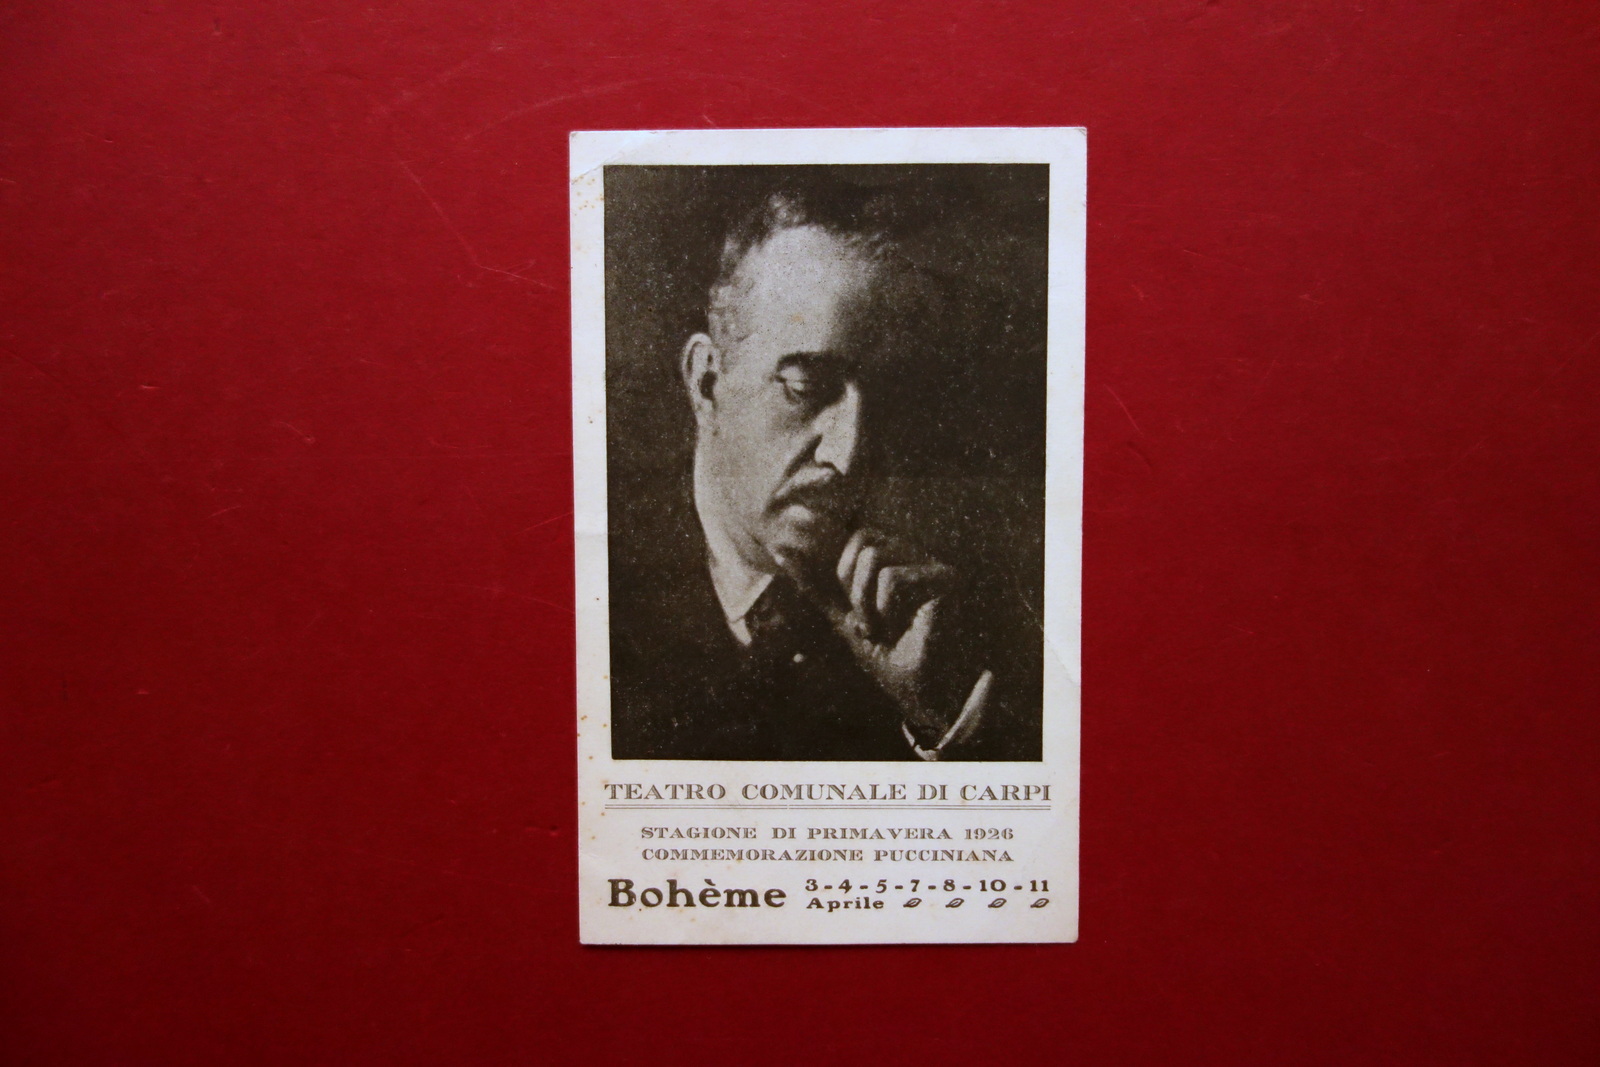 TEATRO COMUNALE DI CARPI
STAGIONE DI PRIMAVERA 1926
COMMEMORAZIONE PUCCINIANA
Bohème 3-4-5-7-8-10-11
Aprile